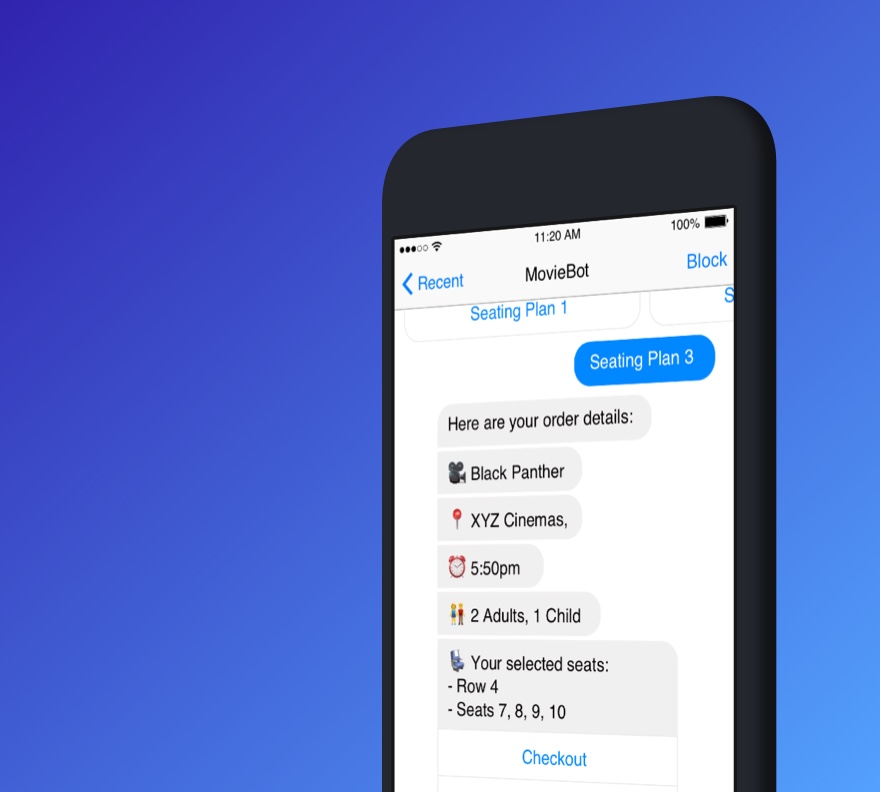 11:20 AM
100%
Recent
MovieBot
Block
Seating Plan 1
S
Seating Plan 3
Here are your order details:
🎥 Black Panther
📍 XYZ Cinemas,
⏰ 5:50pm
👫 2 Adults, 1 Child
💺 Your selected seats:
- Row 4
- Seats 7, 8, 9, 10
Checkout